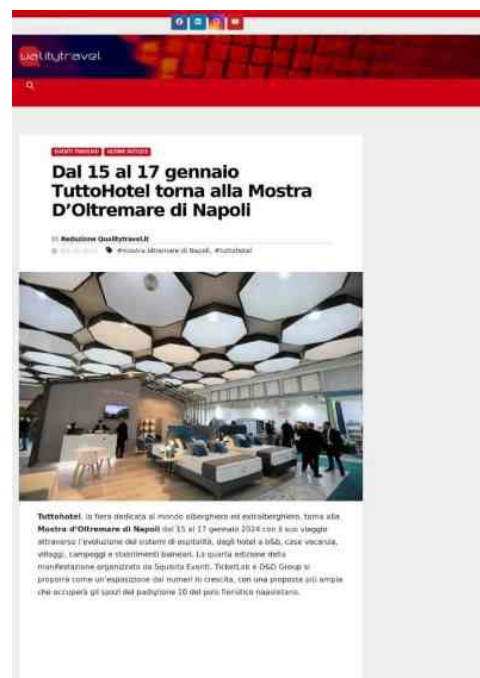 qualitytravel
EVENTI TURISMO ULTIME NOTIZIE
Dal 15 al 17 gennaio
TuttoHotel torna alla Mostra
D’Oltremare di Napoli
Redazione Qualitytravel.it
#mostra oltremare di Napoli, #tuttohotel
Tuttohotel, la fiera dedicata al mondo alberghiero ed extralberghiero, torna alla
Mostra d’Oltremare di Napoli dal 15 al 17 gennaio 2024 con il suo viaggio
attraverso l’evoluzione dei sistemi di ospitalità, dagli hotel a b&b, case vacanza,
villaggi, campeggi e stabilimenti balneari. La quarta edizione della
manifestazione organizzata da Squisito Eventi, TicketLab e D&D Group si
proporrà come un’esposizione dai numeri in crescita, con una proposta più ampia
che occuperà gli spazi del padiglione 10 del polo fieristico napoletano.